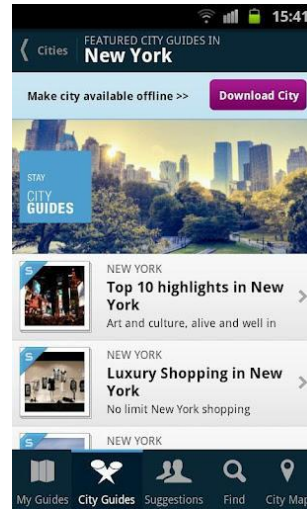 15:41
Cities
FEATURED CITY GUIDES IN
New York
Make city available offline >>
Download City
STAY
CITY
GUIDES
S
NEW YORK
Top 10 highlights in New
York
Art and culture, alive and well in
S
NEW YORK
Luxury Shopping in New
York
No limit New York shopping
S
NEW YORK
My Guides
City Guides
Suggestions
Find
City Map